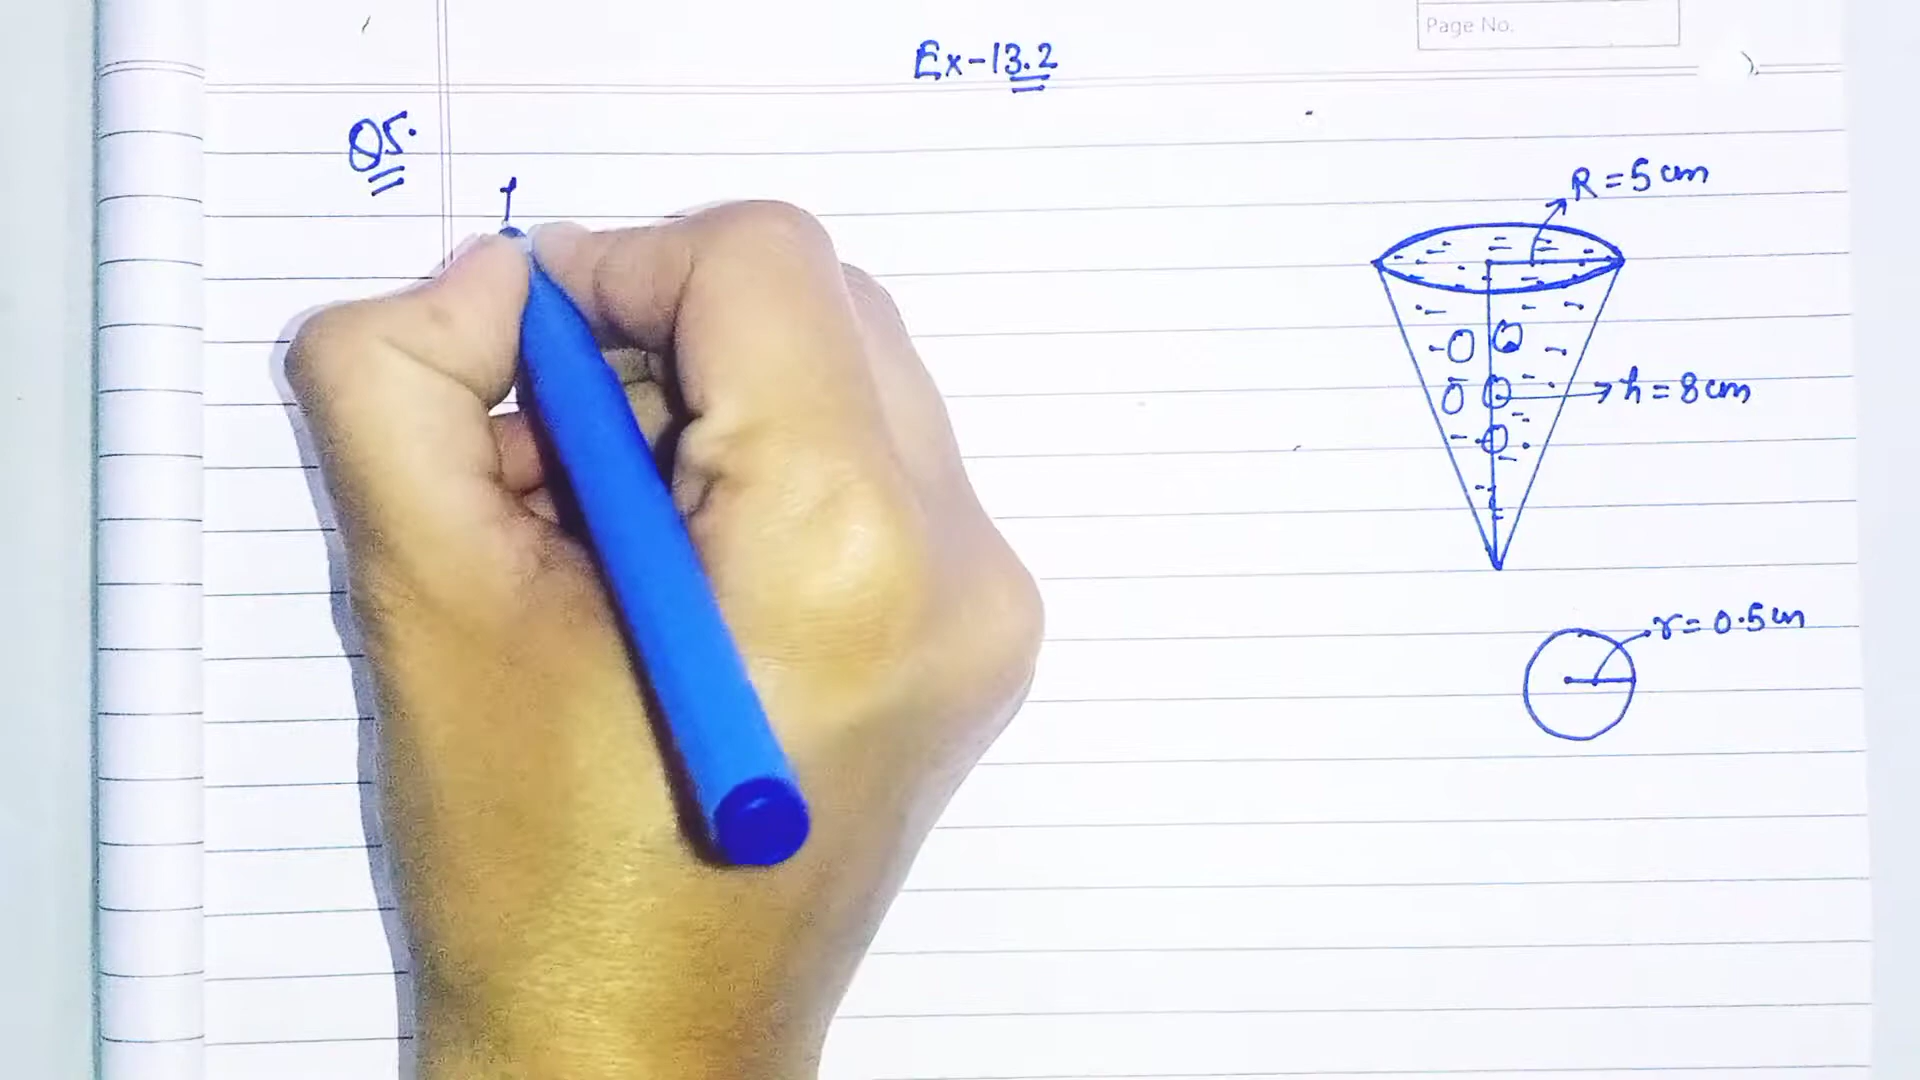 Page No.
Ex-13.2
Q5.
R = 5 cm
h = 8 cm
r = 0.5 cm